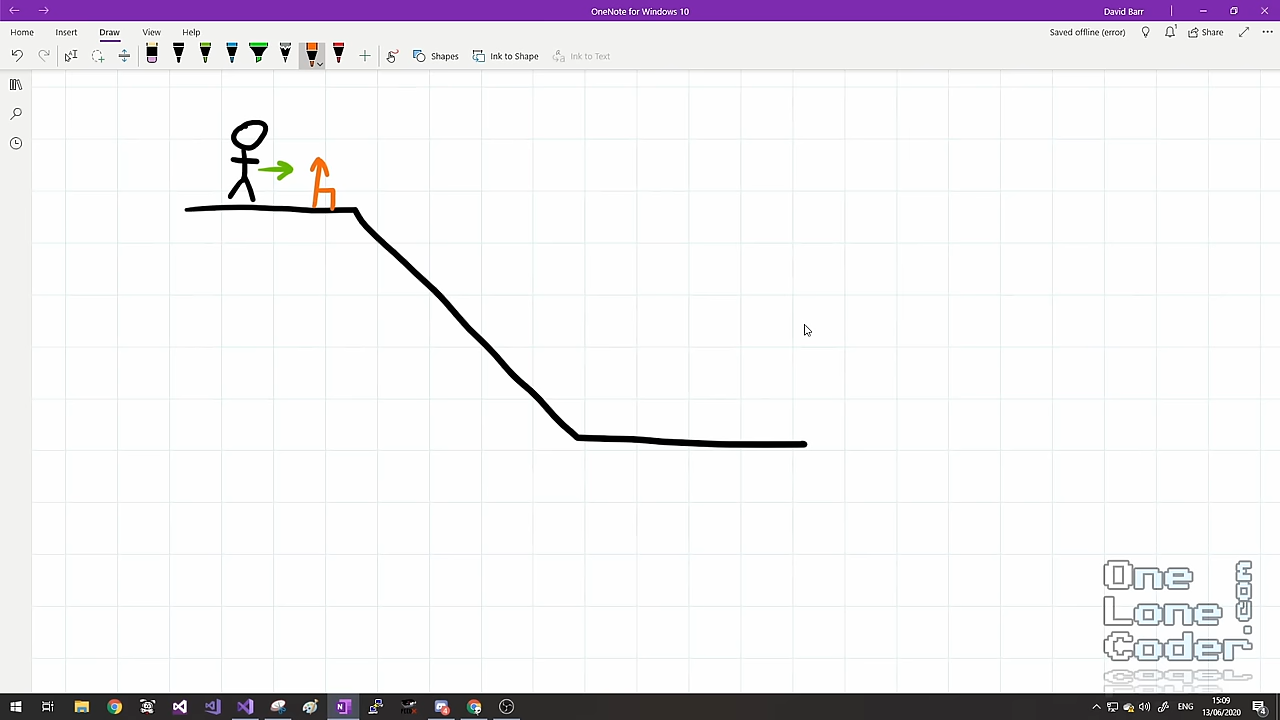 OneNote for Windows 10
David Barr
Home
Insert
Draw
View
Help
Saved offline (error)
Share
Shapes
Ink to Shape
Ink to Text
One
Lone
Coder
.com
ENG
15:09
13/06/2020